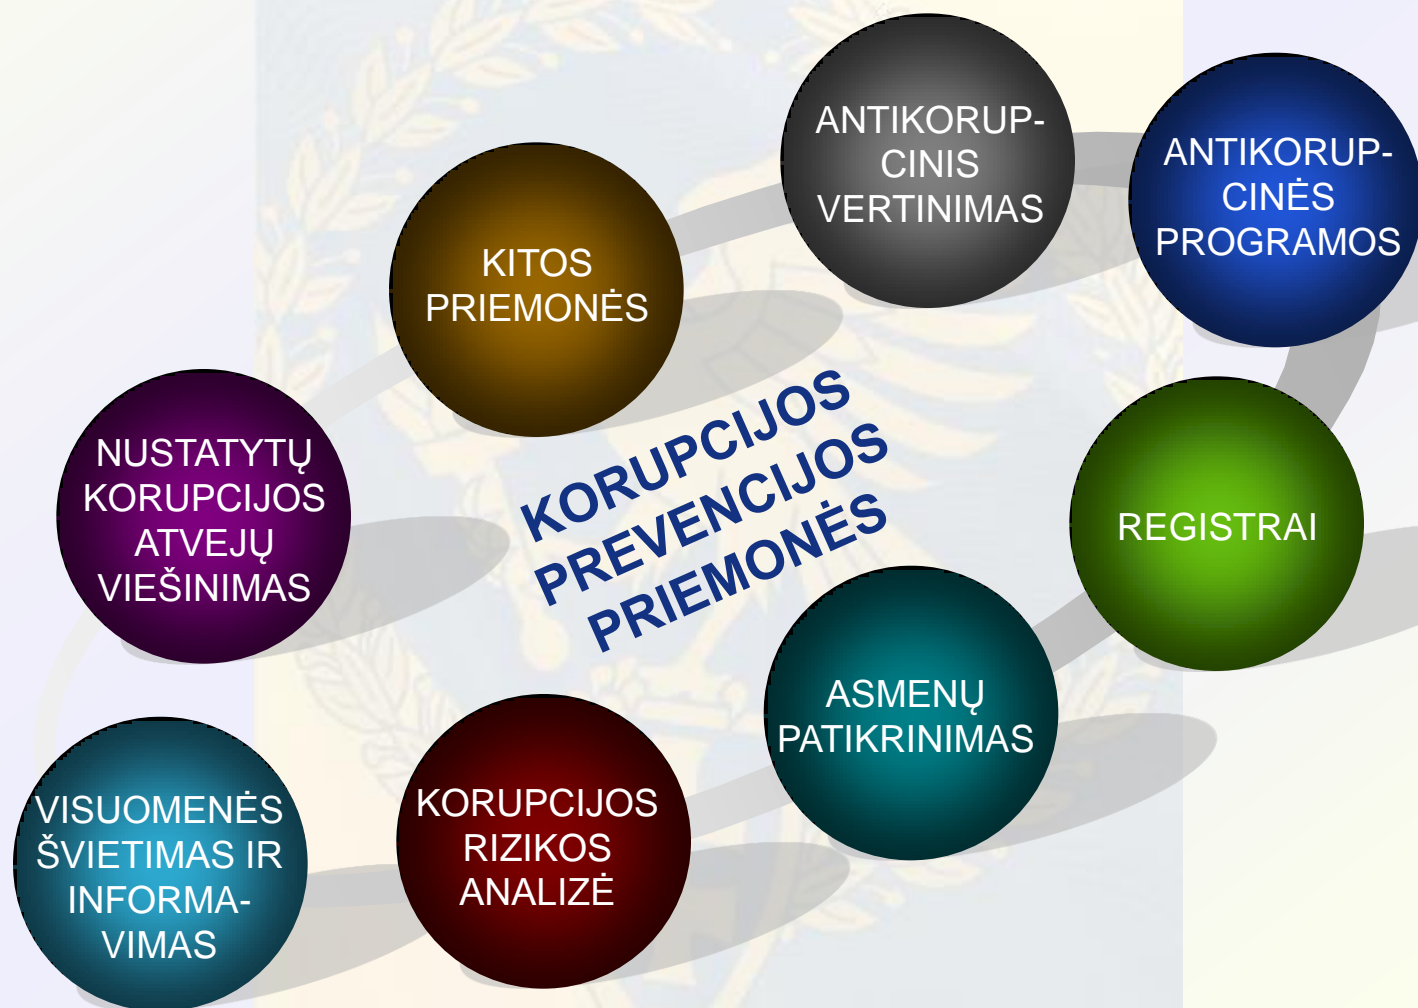 ANTIKORUP-
CINIS
VERTINIMAS
ANTIKORUP-
CINĖS
PROGRAMOS
KITOS
PRIEMONĖS
NUSTATYTŲ
KORUPCIJOS
ATVEJŲ
VIEŠINIMAS
KORUPCIJOS
PREVENCIJOS
PRIEMONĖS
REGISTRAI
ASMENŲ
PATIKRINIMAS
KORUPCIJOS
RIZIKOS
ANALIZĖ
VISUOMENĖS
ŠVIETIMAS IR
INFORMA-
VIMAS